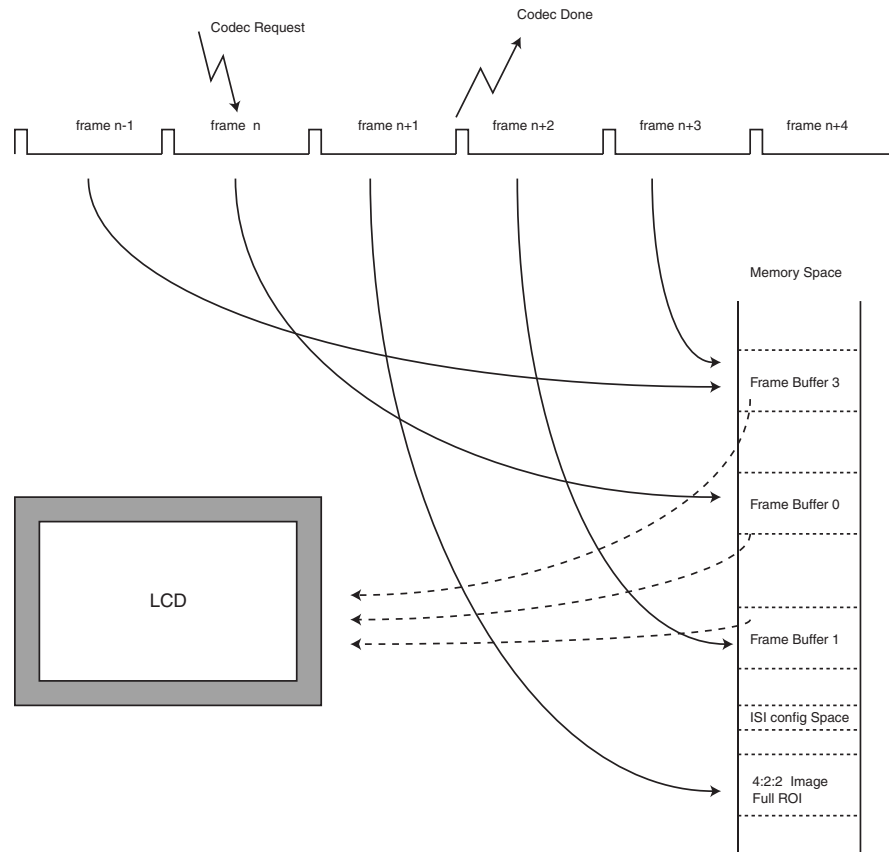 Codec Request
Codec Done
frame n-1
frame n
frame n+1
frame n+2
frame n+3
frame n+4
Memory Space
Frame Buffer 3
Frame Buffer 0
LCD
Frame Buffer 1
ISI config Space
4:2:2 Image
Full ROI